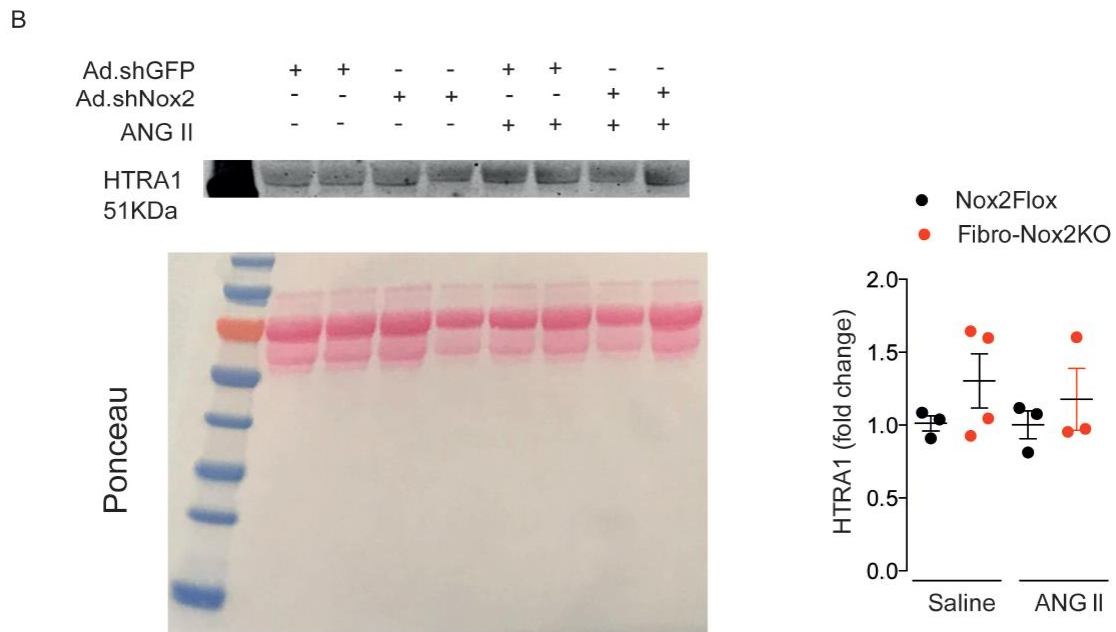 B
Ad.shGFP + + - - + + - -
Ad.shNox2 - - + + - - + +
ANG II - - - - + + + +
HTRA1
51KDa
Ponceau
Nox2Flox
Fibro-Nox2KO
HTRA1 (fold change)
2.0
1.5
1.0
0.5
0.0
Saline ANG II